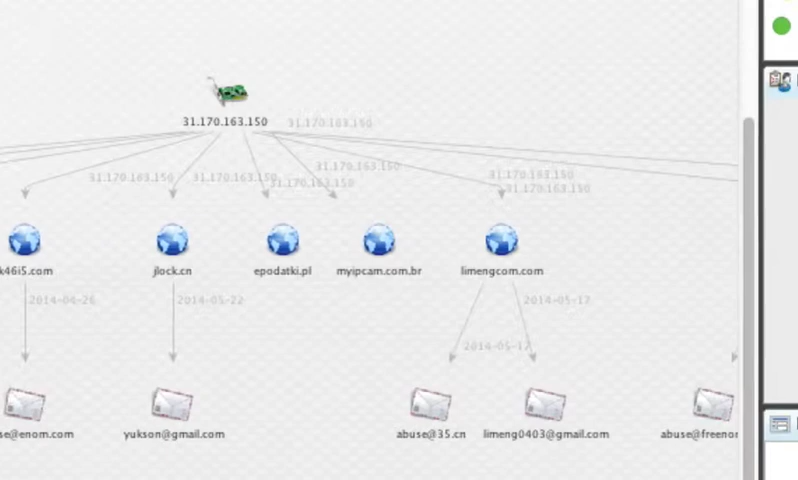 31.170.163.150
31.170.163.150
31.170.163.150
31.170.163.150
31.170.163.150
31.170.163.150
31.170.163.150
31.170.163.150
k46i5.com
jlock.cn
epodatki.pl
myipcam.com.br
limengcom.com
2014-04-26
2014-05-22
2014-05-17
2014-05-17
se@enom.com
yukson@gmail.com
abuse@35.cn
limeng0403@gmail.com
abuse@freenor